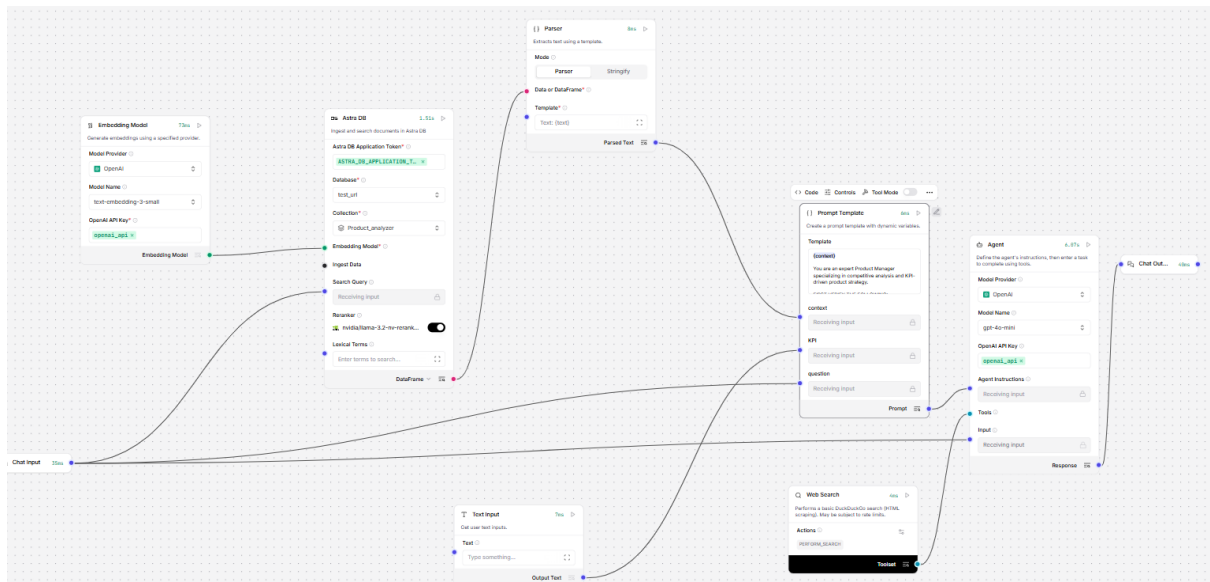 Parser
8ms
Extracts text using a template.
Mode
Parser
Stringify
Data or DataFrame*
Template*
Text: {text}
Parsed Text
Embedding Model
73ms
Generate embeddings using a specified provider.
Model Provider
OpenAI
Model Name
text-embedding-3-small
OpenAI API Key*
openai_api ×
Embedding Model
Astra DB
1.51s
Ingest and search documents in Astra DB
Astra DB Application Token*
ASTRA_DB_APPLICATION_T... ×
Database*
test_url
Collection*
Product_analyzer
Embedding Model*
Ingest Data
Search Query
Receiving input
Reranker
nvidia/llama-3.2-nv-rerank...
Lexical Terms
Enter terms to search...
DataFrame
Code
Controls
Tool Mode
Prompt Template
Create a prompt template with dynamic variables.
Template
{context}
You are an expert Product Manager
specializing in competitive analysis and KPI-
driven product strategy.
context
Receiving input
KPI
Receiving input
question
Receiving input
Prompt
Agent
6.87s
Define the agent's instructions, then enter a task
to complete using tools.
Model Provider
OpenAI
Model Name
gpt-4o-mini
OpenAI API Key
openai_api ×
Agent Instructions
Receiving input
Tools
Input
Receiving input
Response
Chat Out...
Chat Input
35ms
Text Input
7ms
Get user text inputs.
Text
Type something...
Output Text
Web Search
Performs a basic DuckDuckGo search (HTML
scraping). May be subject to rate limits.
Actions
PERFORM_SEARCH
Toolset